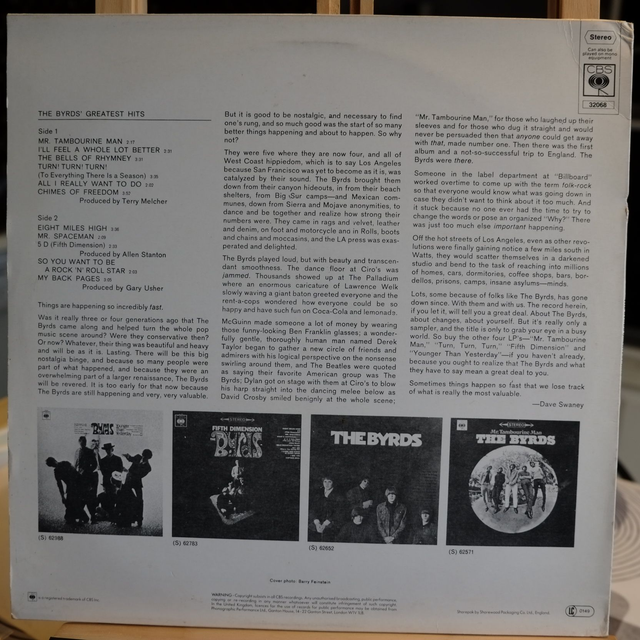 Stereo
Can also be
played on mono
equipment
CBS
32068
THE BYRDS' GREATEST HITS
Side 1
MR. TAMBOURINE MAN 2:17
I'LL FEEL A WHOLE LOT BETTER
THE BELLS OF RHYMNEY
TURN! TURN! TURN!
(To Everything There Is a Season)
ALL I REALLY WANT TO DO
CHIMES OF FREEDOM
Produced by Terry Melcher
Side 2
EIGHT MILES HIGH
MR. SPACEMAN
5 D (Fifth Dimension)
Produced by Allen Stanton
SO YOU WANT TO BE
A ROCK 'N' ROLL STAR
MY BACK PAGES
Produced by Gary Usher
Things are happening so incredibly fast.
Was it really three or four generations ago that The
Byrds came along and helped turn the whole pop
music scene around? Were they conservative then?
Or now? Whatever, their thing was beautiful and heavy
and will be as it is. Lasting. There will be this big
nostalgia binge, and because so many people were
part of what happened, and because they were an
overwhelming part of a larger renaissance, The Byrds
will be revered. It is too early for that now because
The Byrds are still happening and very, very valuable.
But it is good to be nostalgic, and necessary to find
one's rung, and so much good was the start of so many
better things happening and about to happen. So why
not?
They were five where they are now four, and all of
West Coast hippiedom, which is to say Los Angeles
because San Francisco was yet to become as it is, was
catalyzed by their sound. The Byrds brought them
down from their canyon hideouts, in from their beach
shelters, from Big Sur camps—and Mexican com-
munes, down from Sierra and Mojave anonymities, to
dance and be together and realize how strong their
numbers were. They came in rags and velvet, leather
and denim, on foot and motorcycle and in Rolls, boots
and chains and moccasins, and the LA press was exas-
perated and delighted.
The Byrds played loud, but with beauty and transcen-
dant smoothness. The dance floor at Ciro's was
jammed. Thousands showed up at The Palladium
where an enormous caricature of Lawrence Welk
slowly waving a giant baton greeted everyone and the
rent-a-cops wondered how everyone could be so
happy and have such fun on Coca-Cola and lemonade.
McGuinn made someone a lot of money by wearing
those funny-looking Ben Franklin glasses; a wonder-
fully gentle, thoroughly human man named Derek
Taylor began to gather a new circle of friends and
admirers with his logical perspective on the nonsense
swirling around them, and The Beatles were quoted
as saying their favorite American group was The
Byrds; Dylan got on stage with them at Ciro's to blow
his harp straight into the dancing melee below as
David Crosby smiled benignly at the whole scene;
"Mr. Tambourine Man," for those who laughed up their
sleeves and for those who dug it straight and would
never be persuaded then that anyone could get away
with that, made number one. Then there was the first
album and a not-so-successful trip to England. The
Byrds were there.
Someone in the label department at "Billboard"
worked overtime to come up with the term folk-rock
so that everyone would know what was going down in
case they didn't want to think about it too much. And
it stuck because no one ever had the time to try to
change the words or pose an organized "Why?" There
was just too much else important happening.
Off the hot streets of Los Angeles, even as other revo-
lutions were finally gaining notice a few miles south in
Watts, they would scatter themselves in a darkened
studio and bend to the task of reaching into millions
of homes, cars, dormitories, coffee shops, bars, bor-
dellos, prisons, camps, insane asylums—minds.
Lots, some because of folks like The Byrds, has gone
down since. With them and with us. The record herein,
if you let it, will tell you a great deal. About The Byrds,
about changes, about yourself. But it's really only a
sampler, and the title is only to grab your eye in a busy
world. So buy the other four LP's—"Mr. Tambourine
Man," "Turn, Turn, Turn," "Fifth Dimension" and
"Younger Than Yesterday"—if you haven't already,
because you ought to realize that The Byrds and what
they have to say mean a great deal to you.
Sometimes things happen so fast that we lose track
of what is really the most valuable.
—Dave Swaney
BYRDS
FIFTH DIMENSION
BYRDS
THE BYRDS
Mr. Tambourine Man
THE BYRDS
(S) 62988
(S) 62783
(S) 62652
(S) 62571
Cover photo: Barry Feinstein